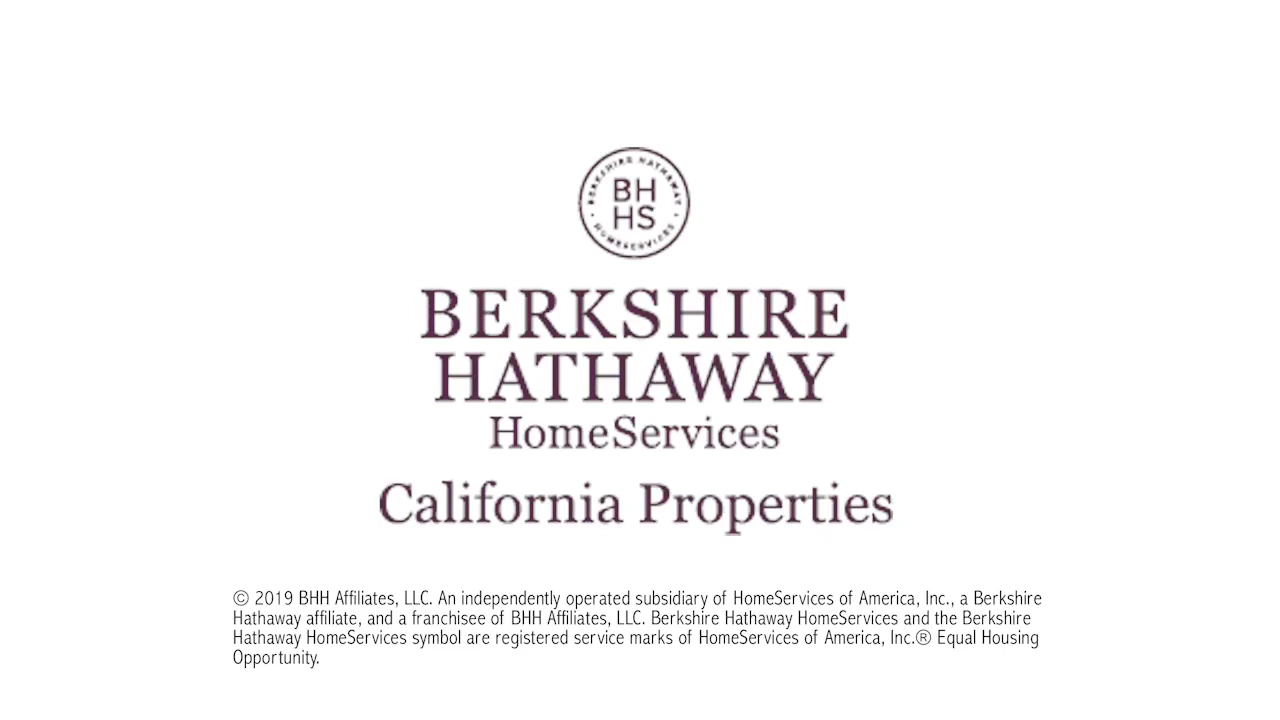 BERKSHIRE HATHAWAY
BH
HS
HOMESERVICES
BERKSHIRE
HATHAWAY
HomeServices
California Properties
© 2019 BHH Affiliates, LLC. An independently operated subsidiary of HomeServices of America, Inc., a Berkshire
Hathaway affiliate, and a franchisee of BHH Affiliates, LLC. Berkshire Hathaway HomeServices and the Berkshire
Hathaway HomeServices symbol are registered service marks of HomeServices of America, Inc.® Equal Housing
Opportunity.